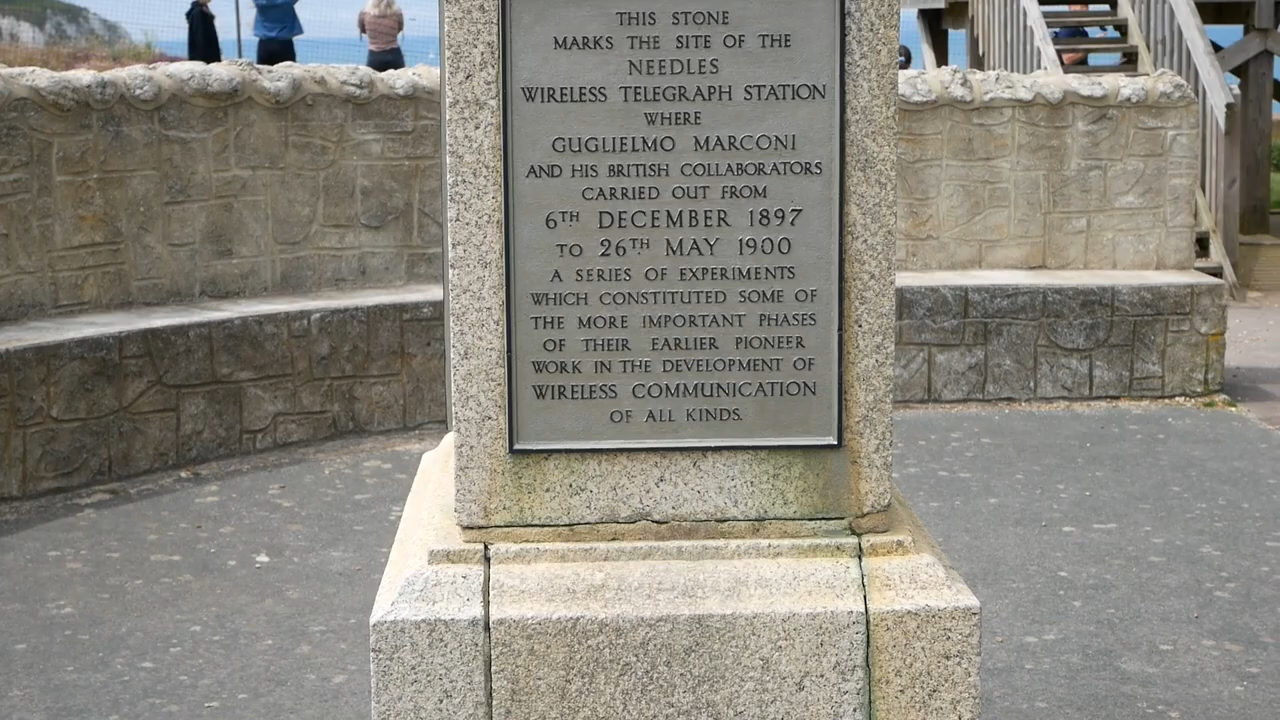 THIS STONE
MARKS THE SITE OF THE
NEEDLES
WIRELESS TELEGRAPH STATION
WHERE
GUGLIELMO MARCONI
AND HIS BRITISH COLLABORATORS
CARRIED OUT FROM
6TH DECEMBER 1897
TO 26TH MAY 1900
A SERIES OF EXPERIMENTS
WHICH CONSTITUTED SOME OF
THE MORE IMPORTANT PHASES
OF THEIR EARLIER PIONEER
WORK IN THE DEVELOPMENT OF
WIRELESS COMMUNICATION
OF ALL KINDS.